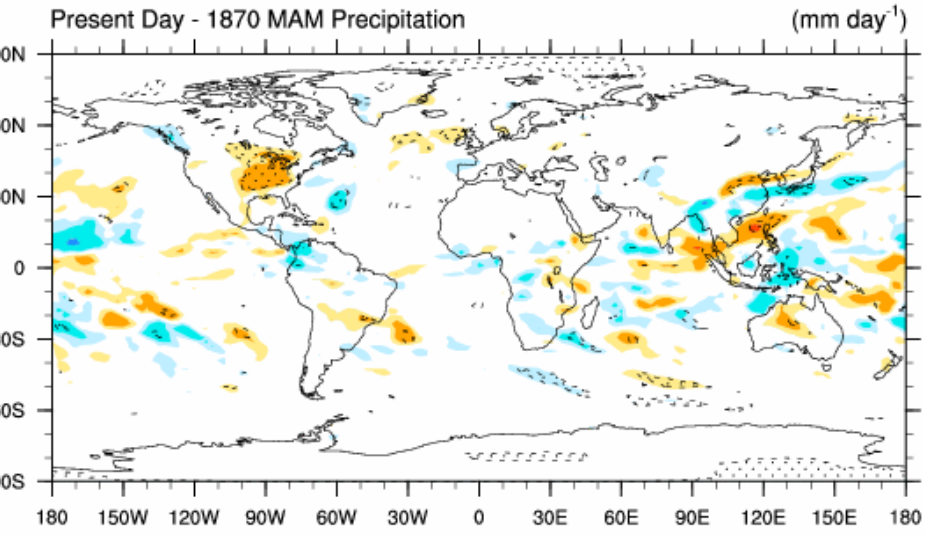 Present Day - 1870 MAM Precipitation (mm day⁻¹)
0N
0N
0N
0
0S
0S
0S
180 150W 120W 90W 60W 30W 0 30E 60E 90E 120E 150E 180